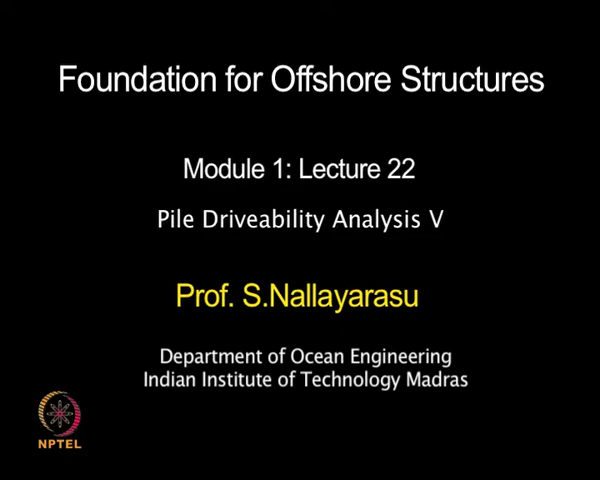 Foundation for Offshore Structures
Module 1: Lecture 22
Pile Driveability Analysis V
Prof. S.Nallayarasu
Department of Ocean Engineering
Indian Institute of Technology Madras
NPTEL